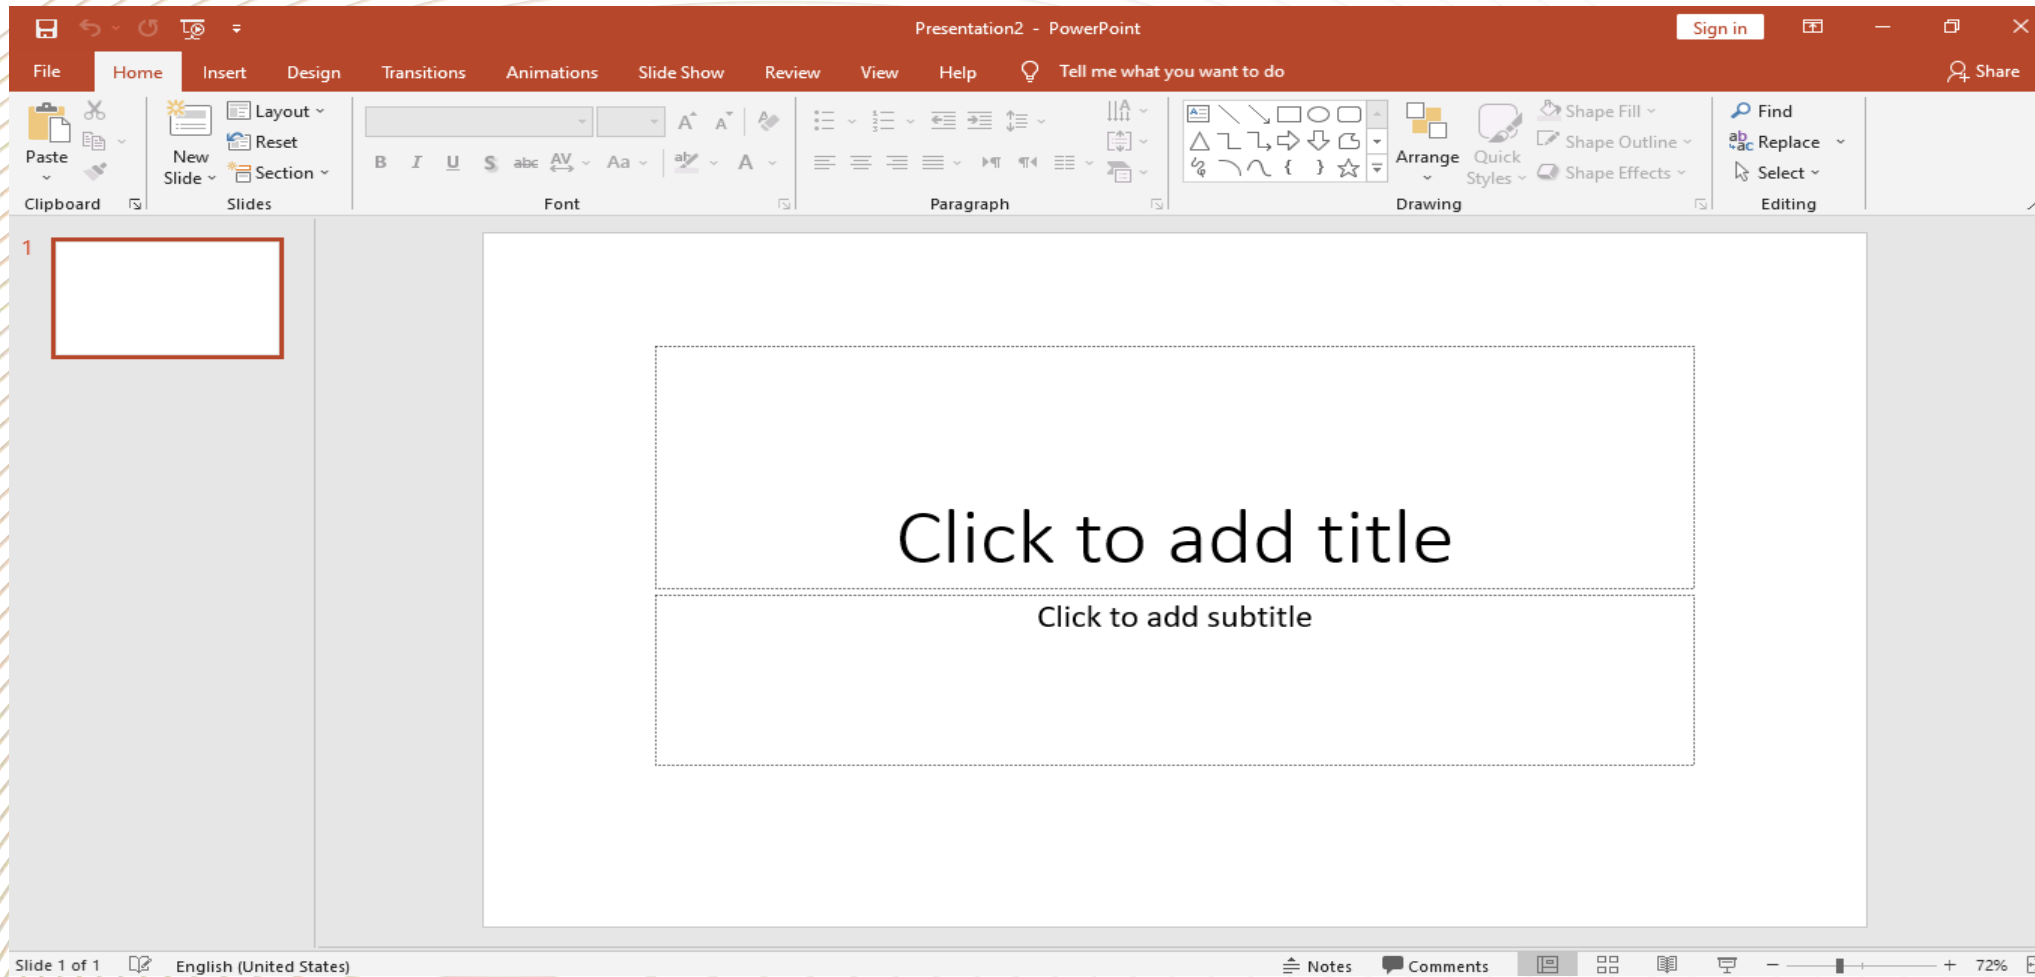 Presentation2 - PowerPoint
Sign in
File Home Insert Design Transitions Animations Slide Show Review View Help Tell me what you want to do Share
Paste
New Slide
Layout
Reset
Section
B I U S abc AV Aa A
Arrange
Quick Styles
Shape Fill
Shape Outline
Shape Effects
Find
Replace
Select
Clipboard Slides Font Paragraph Drawing Editing
1
Click to add title
Click to add subtitle
Slide 1 of 1 English (United States) Notes Comments 72%